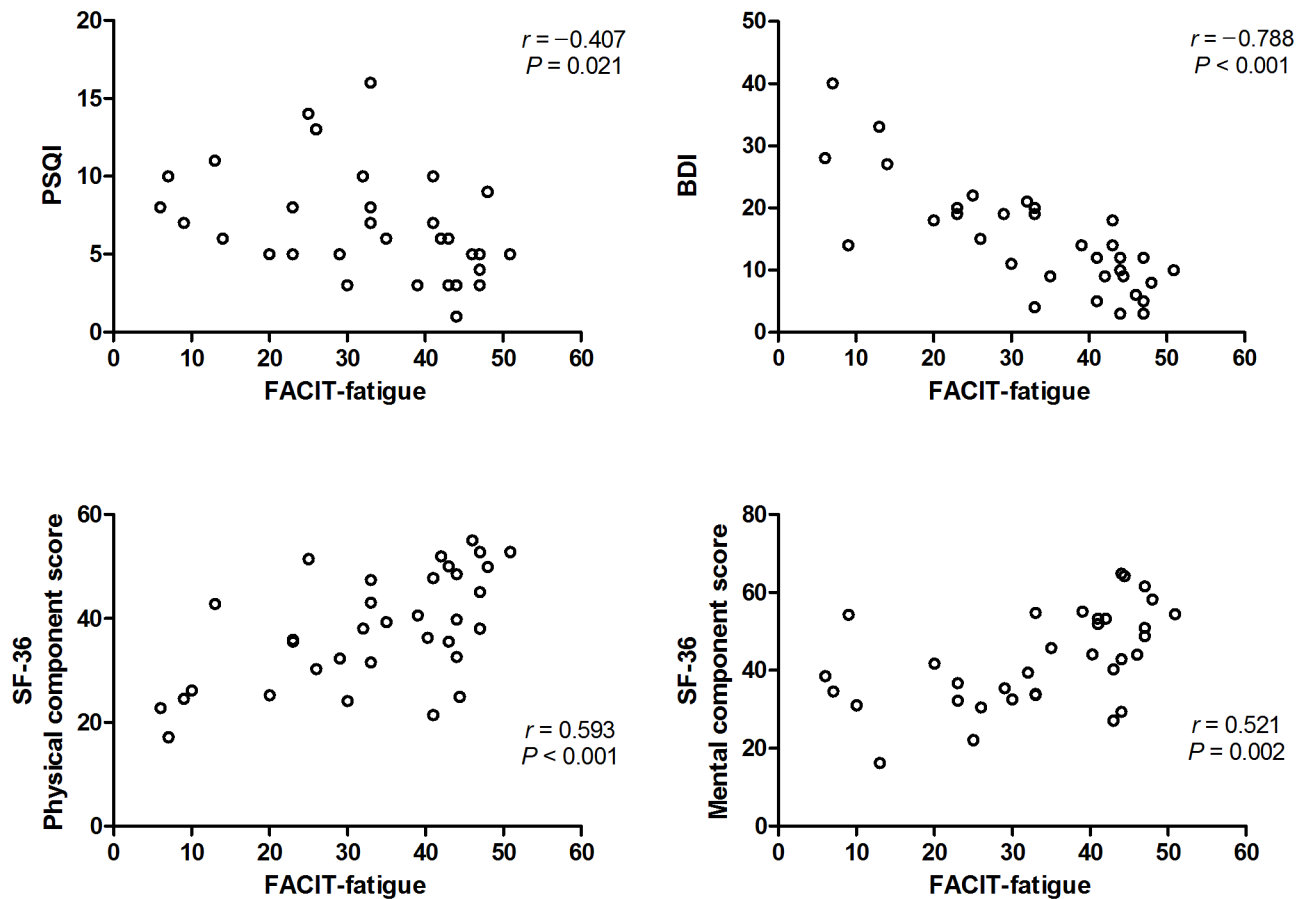 PSQI
20
15
10
5
0
0 10 20 30 40 50 60
FACIT-fatigue
r = −0.407
P = 0.021
BDI
50
40
30
20
10
0
0 10 20 30 40 50 60
FACIT-fatigue
r = −0.788
P < 0.001
SF-36
Physical component score
60
40
20
0
0 10 20 30 40 50 60
FACIT-fatigue
r = 0.593
P < 0.001
SF-36
Mental component score
80
60
40
20
0
0 10 20 30 40 50 60
FACIT-fatigue
r = 0.521
P = 0.002